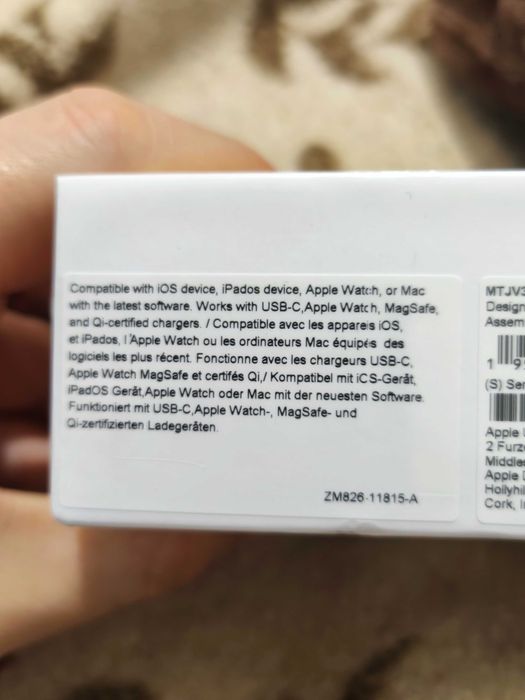 Compatible with iOS device, iPados device, Apple Watch, or Mac
with the latest software. Works with USB-C,Apple Watch, MagSafe,
and Qi-certified chargers. / Compatible avec les appareis iOS,
et iPados, l'Apple Watch ou les ordinateurs Mac équipés des
logiciels les plus récent. Fonctionne avec les chargeurs USB-C,
Apple Watch MagSafe et certifés Qi,/ Kompatibel mit iCS-Gerät,
iPadOS Gerät,Apple Watch oder Mac mit der neuesten Software.
Funktioniert mit USB-C,Apple Watch-, MagSafe- und
Qi-zertifizierten Ladegeräten.
ZM826-11815-A
MTJV3
Design
Assem
1 9
(S) Ser
Apple
2 Furz
Middles
Apple D
Hollyhil
Cork, I